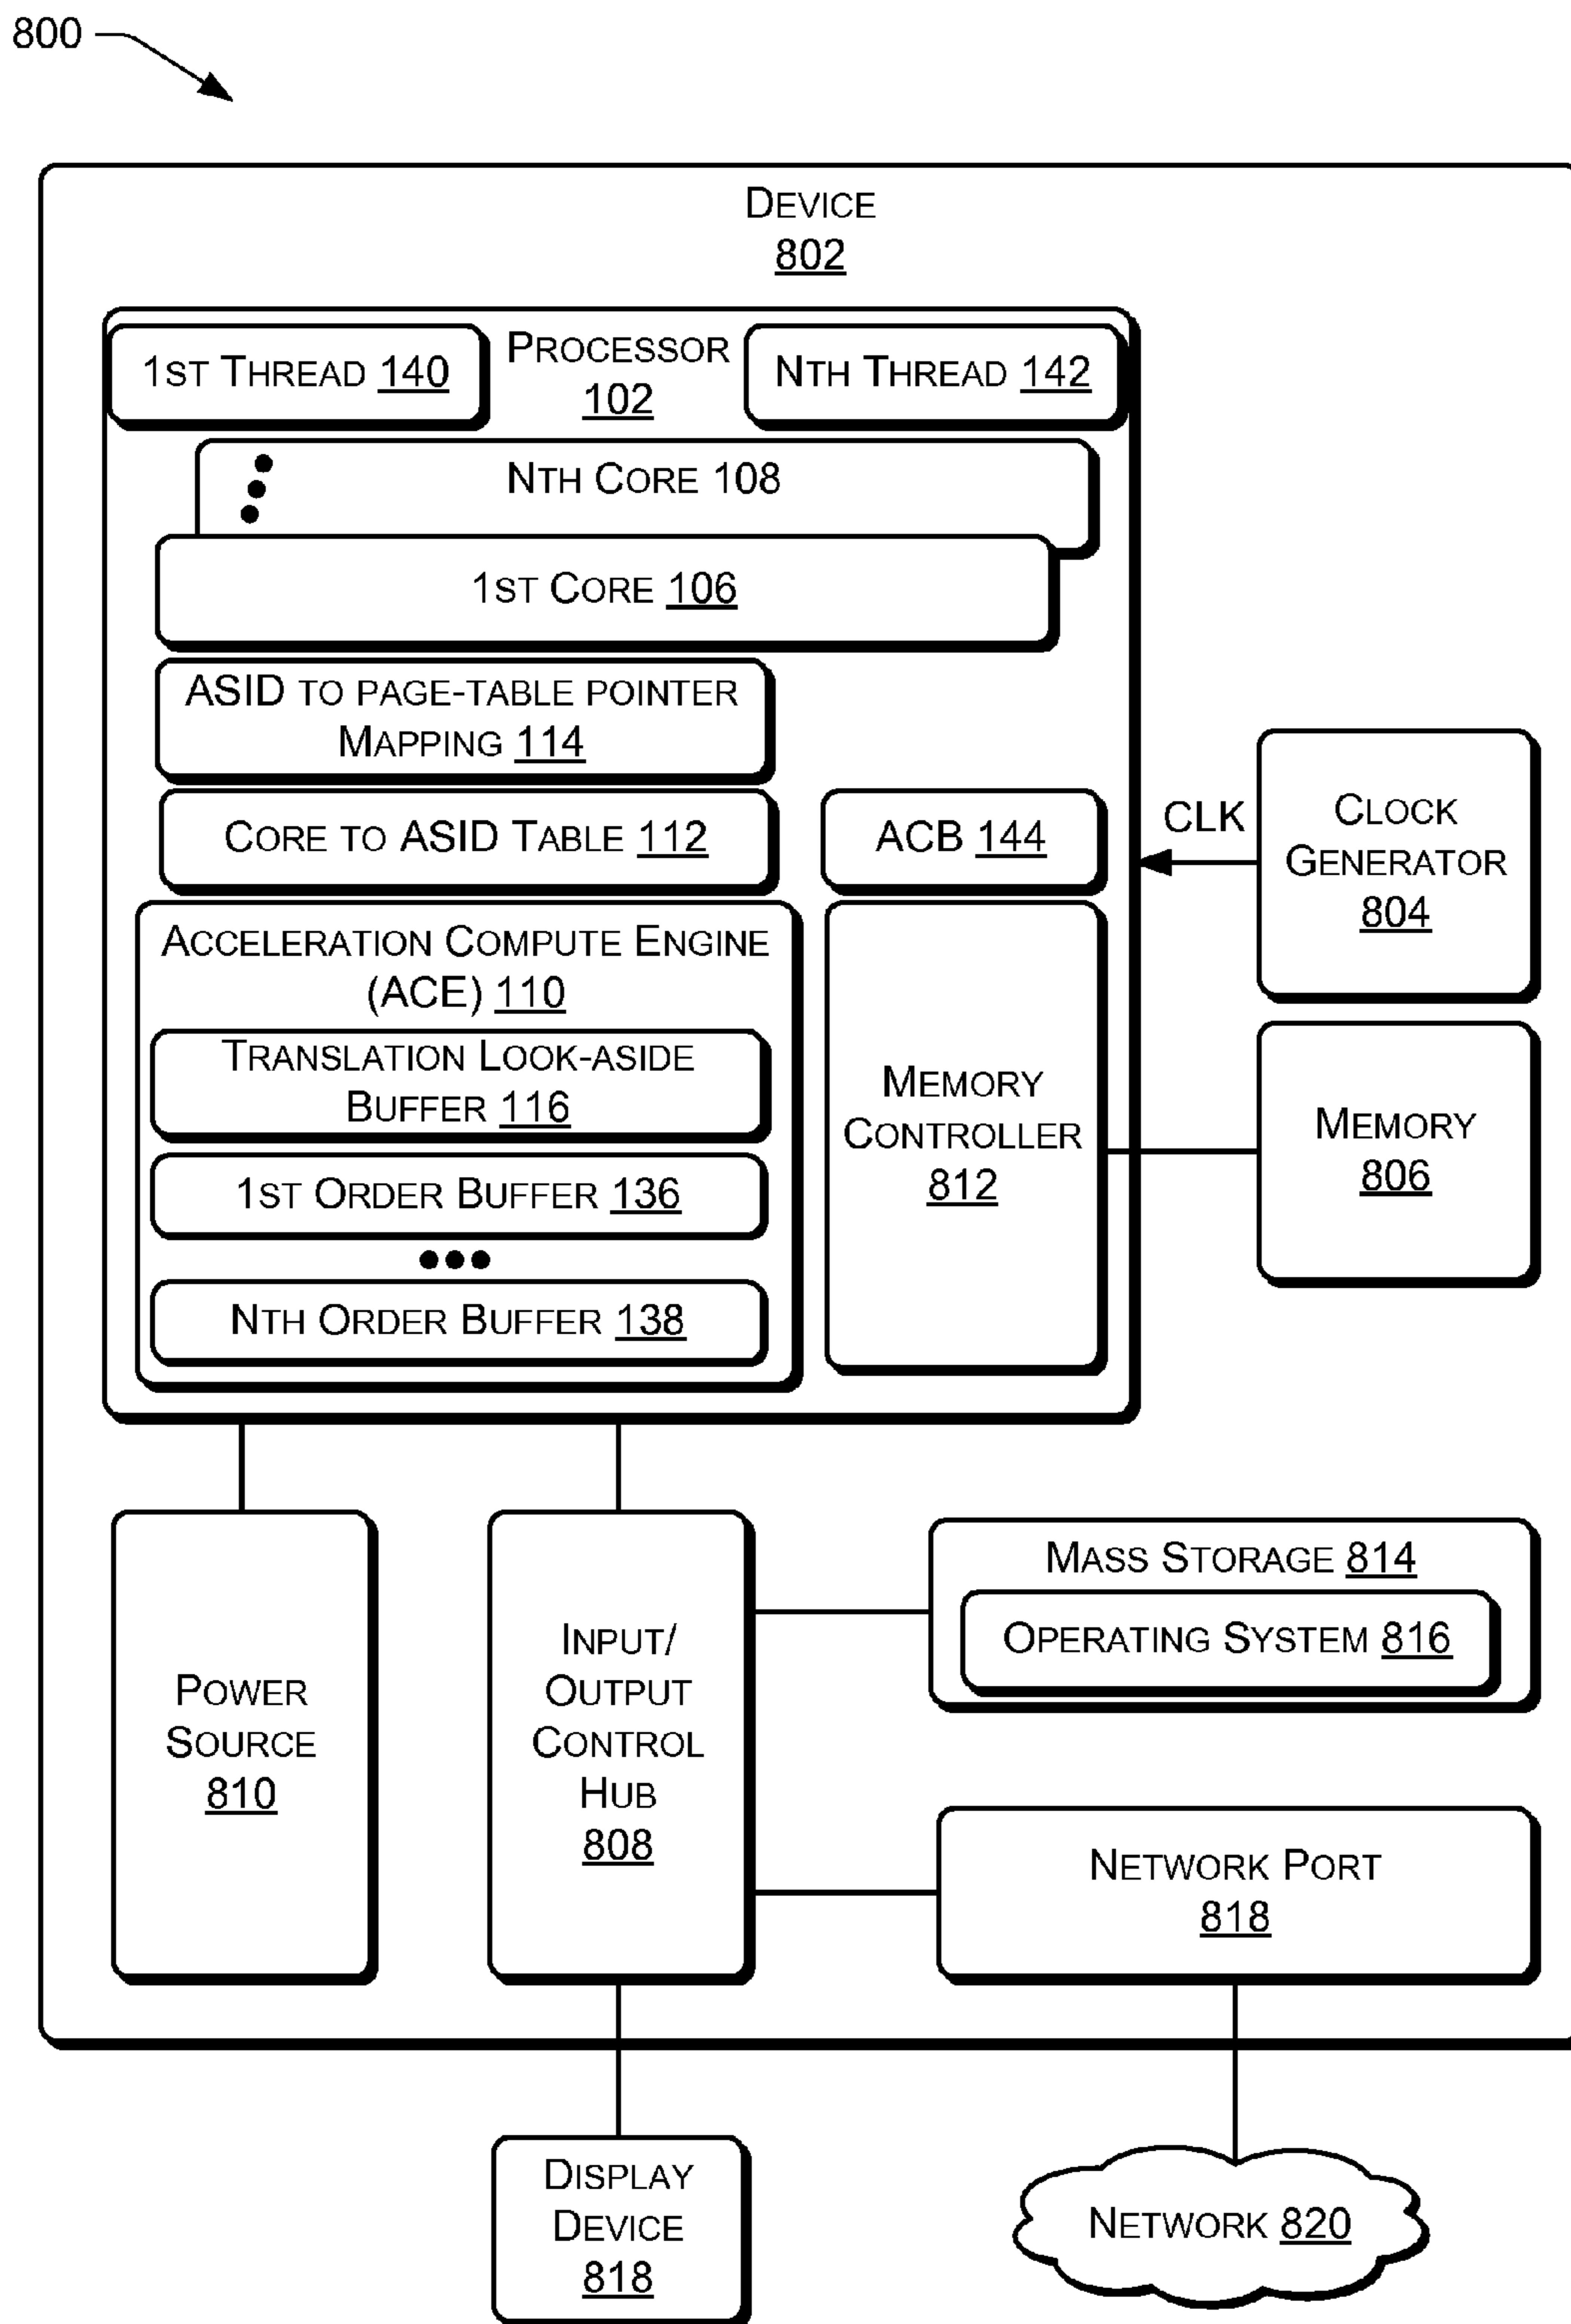 800
DEVICE
802
1ST THREAD 140
PROCESSOR
102
NTH THREAD 142
NTH CORE 108
1ST CORE 106
ASID TO PAGE-TABLE POINTER
MAPPING 114
CORE TO ASID TABLE 112
ACB 144
CLK
CLOCK
GENERATOR
804
ACCELERATION COMPUTE ENGINE
(ACE) 110
TRANSLATION LOOK-ASIDE
BUFFER 116
1ST ORDER BUFFER 136
NTH ORDER BUFFER 138
MEMORY
CONTROLLER
812
MEMORY
806
POWER
SOURCE
810
INPUT/
OUTPUT
CONTROL
HUB
808
MASS STORAGE 814
OPERATING SYSTEM 816
NETWORK PORT
818
DISPLAY
DEVICE
818
NETWORK 820